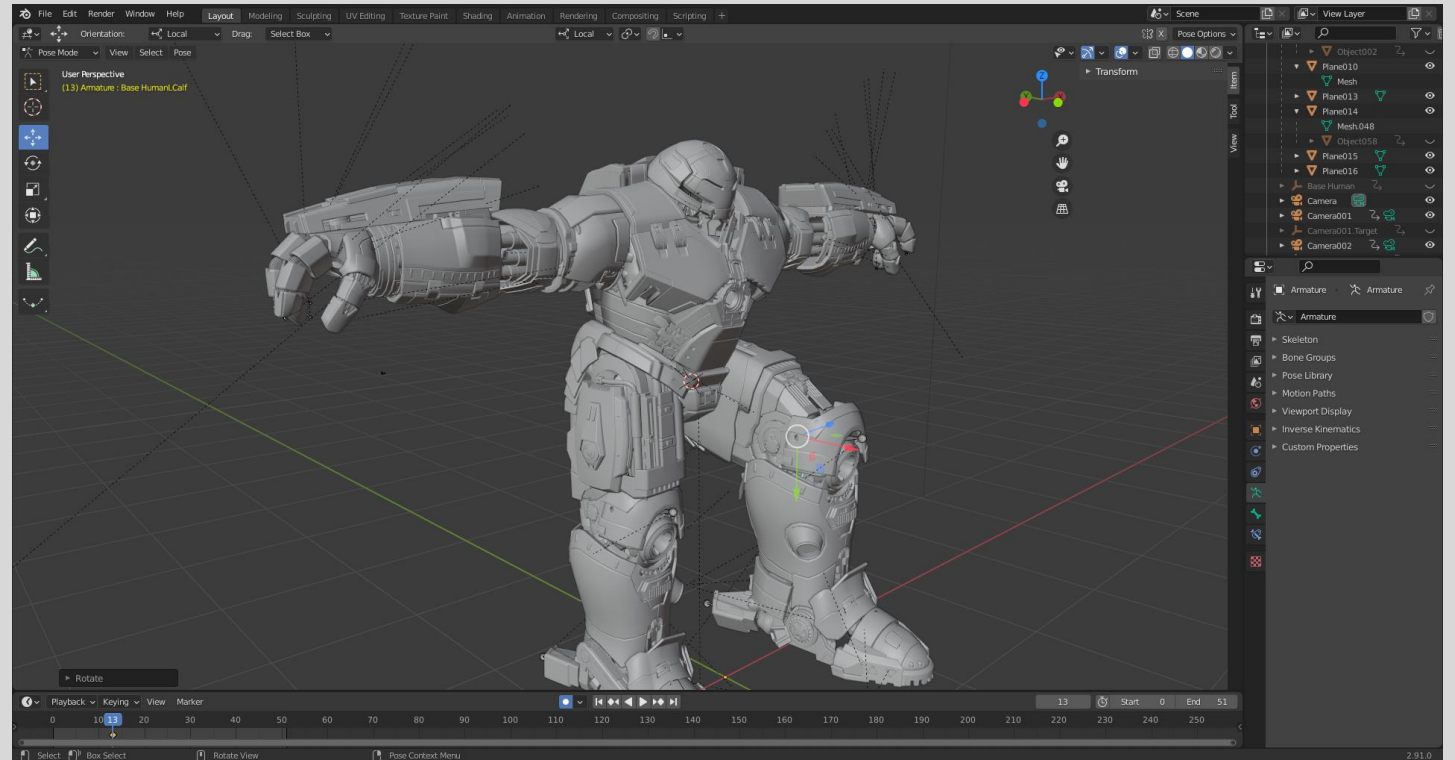 File Edit Render Window Help Layout Modeling Sculpting UV Editing Texture Paint Shading Animation Rendering Compositing Scripting + Scene View Layer
Orientation: Local Drag: Select Box Local Pose Options
Pose Mode View Select Pose
X
User Perspective
(13) Armature : Base HumanLCalf
Transform
Z
Y
Item
Tool
View
Object002
Plane010
Mesh
Plane013
Plane014
Mesh.048
Object058
Plane015
Plane016
Base Human
Camera
Camera001
Camera001.Target
Camera002
Armature Armature
Armature
Skeleton
Bone Groups
Pose Library
Motion Paths
Viewport Display
Inverse Kinematics
Custom Properties
Rotate
Playback Keying View Marker 13 Start 0 End 51
0 10 13 20 30 40 50 60 70 80 90 100 110 120 130 140 150 160 170 180 190 200 210 220 230 240 250
Select Box Select Rotate View Pose Context Menu 2.91.0